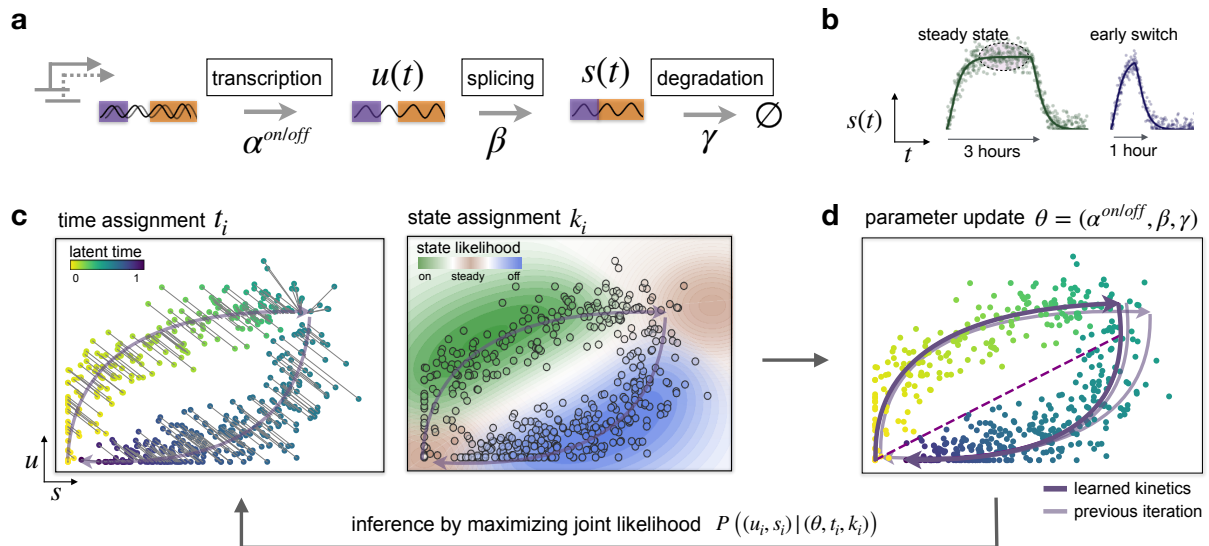 a
transcription
u(t)
splicing
s(t)
degradation
α^{on/off}
β
γ
∅
b
steady state
early switch
s(t)
t
3 hours
1 hour
c
time assignment t_i
latent time
0
1
u
s
state assignment k_i
state likelihood
on
steady
off
d
parameter update θ = (α^{on/off}, β, γ)
learned kinetics
previous iteration
inference by maximizing joint likelihood P ((u_i, s_i) | (θ, t_i, k_i))